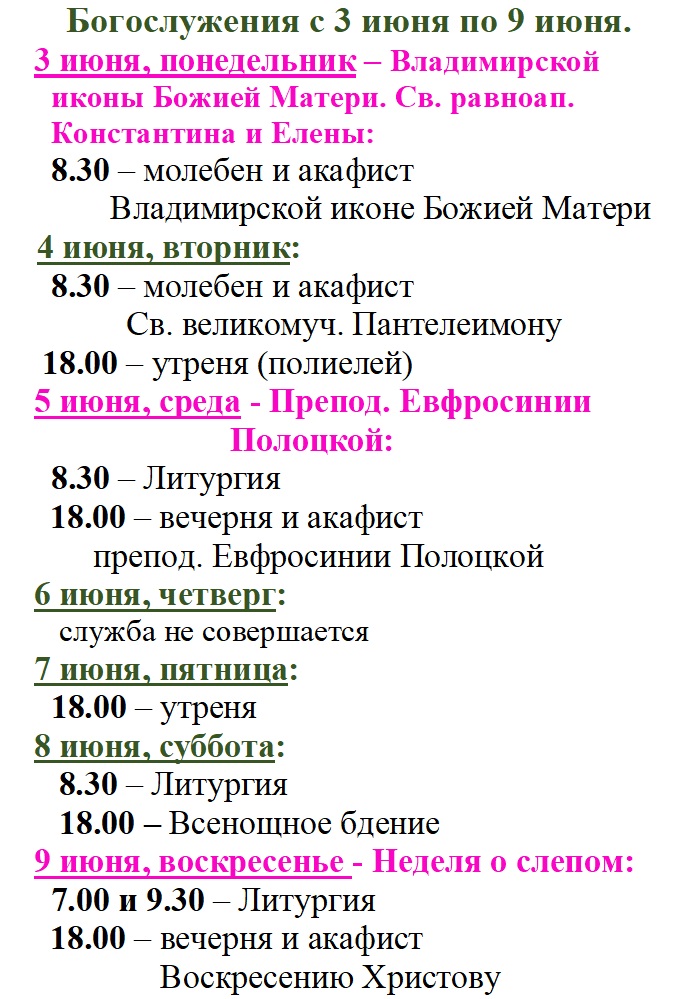 Богослужения с 3 июня по 9 июня.
3 июня, понедельник – Владимирской
иконы Божией Матери. Св. равноап.
Константина и Елены:
8.30 – молебен и акафист
Владимирской иконе Божией Матери
4 июня, вторник:
8.30 – молебен и акафист
Св. великомуч. Пантелеимону
18.00 – утреня (полиелей)
5 июня, среда - Препод. Евфросинии
Полоцкой:
8.30 – Литургия
18.00 – вечерня и акафист
препод. Евфросинии Полоцкой
6 июня, четверг:
служба не совершается
7 июня, пятница:
18.00 – утреня
8 июня, суббота:
8.30 – Литургия
18.00 – Всенощное бдение
9 июня, воскресенье - Неделя о слепом:
7.00 и 9.30 – Литургия
18.00 – вечерня и акафист
Воскресению Христову